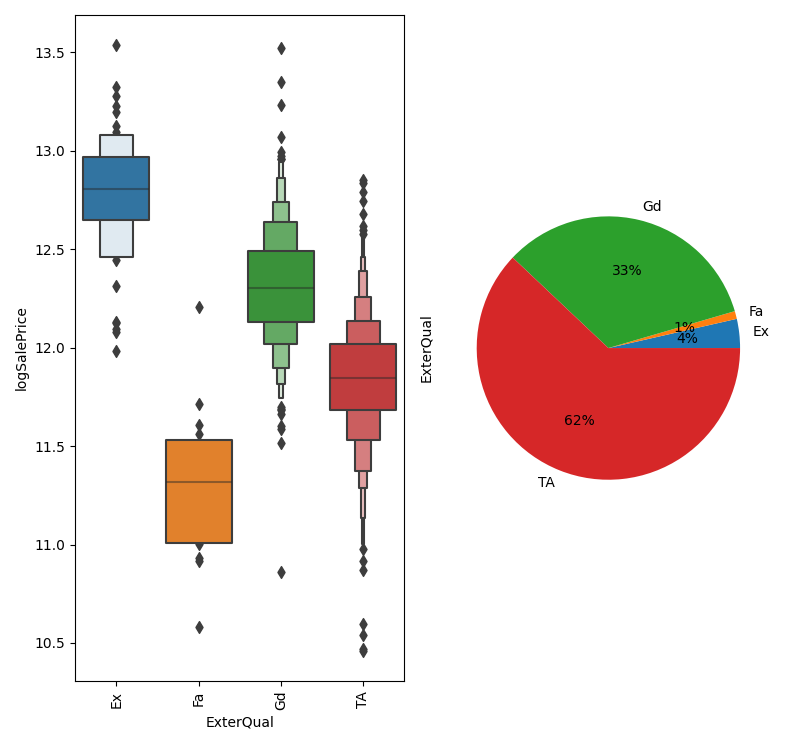 13.5
13.0
12.5
12.0
11.5
11.0
10.5
logSalePrice
Ex
Fa
Gd
TA
ExterQual
ExterQual
Gd
33%
Fa
1%
Ex
4%
62%
TA